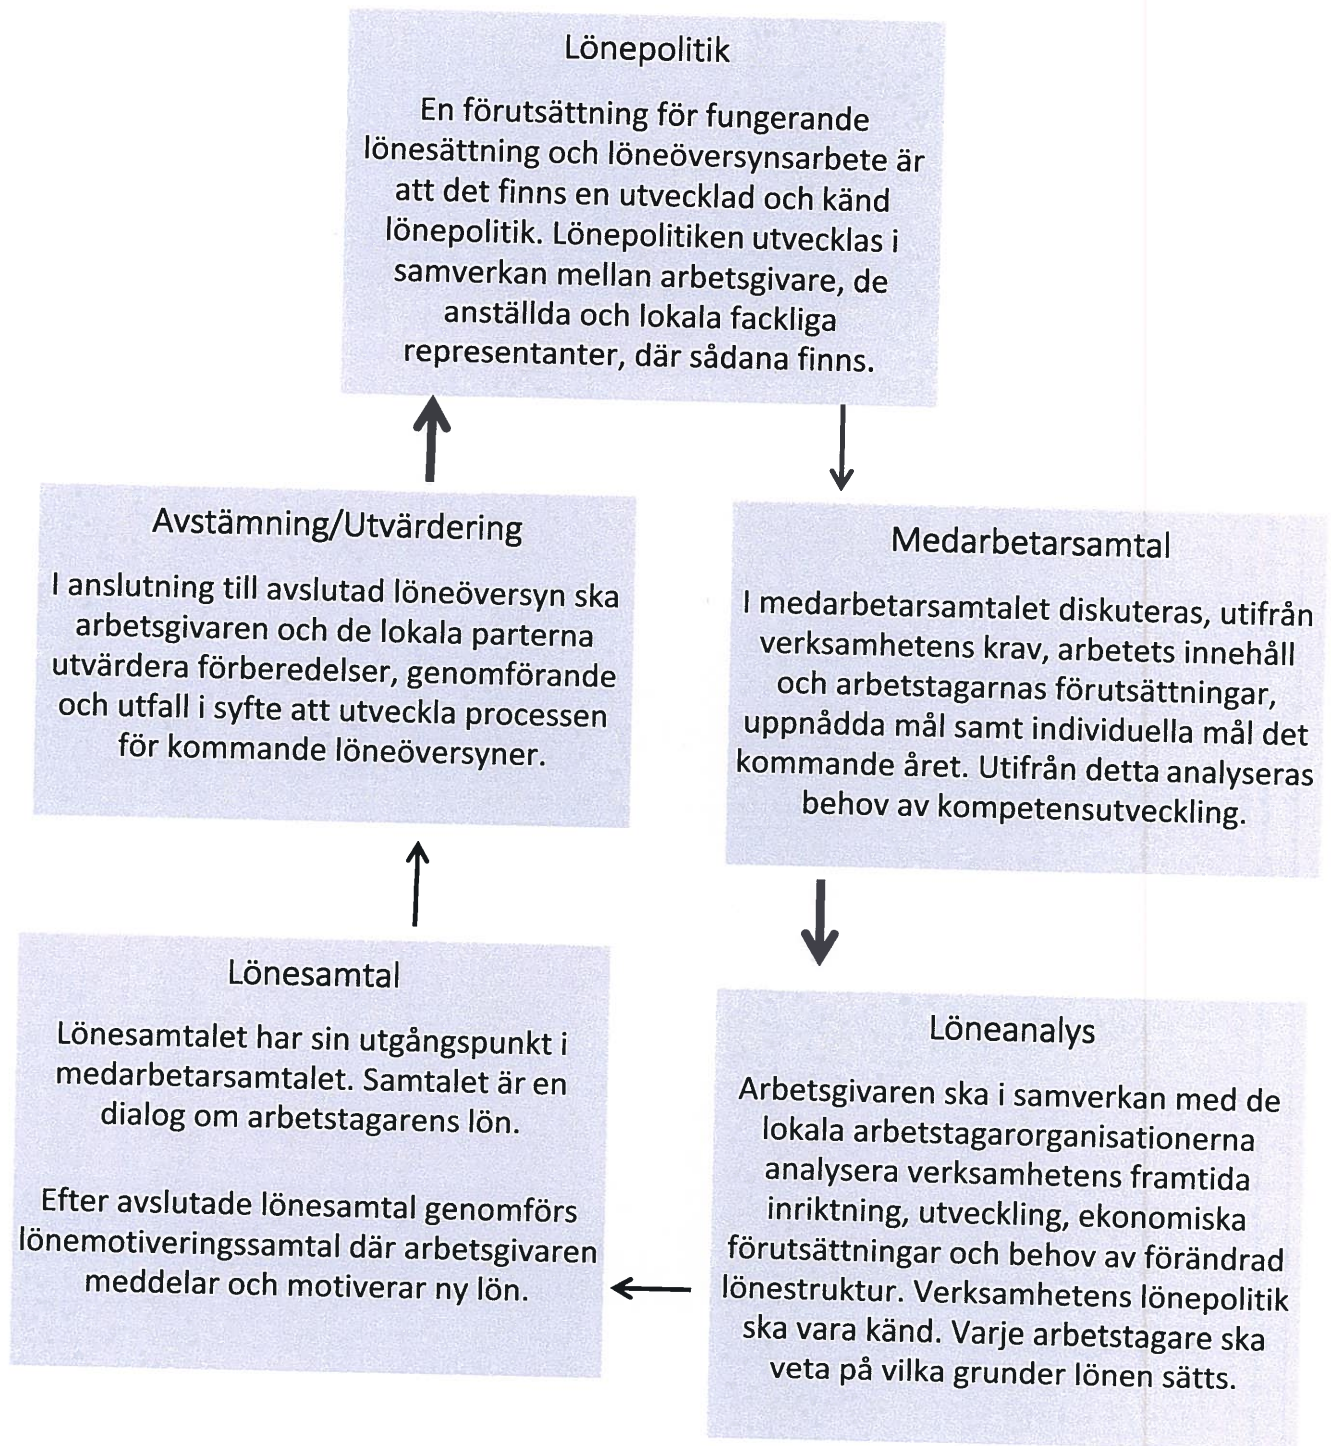 Lönepolitik
En förutsättning för fungerande
lönesättning och löneöversynsarbete är
att det finns en utvecklad och känd
lönepolitik. Lönepolitiken utvecklas i
samverkan mellan arbetsgivare, de
anställda och lokala fackliga
representanter, där sådana finns.
Avstämning/Utvärdering
I anslutning till avslutad löneöversyn ska
arbetsgivaren och de lokala parterna
utvärdera förberedelser, genomförande
och utfall i syfte att utveckla processen
för kommande löneöversyner.
Medarbetarsamtal
I medarbetarsamtalet diskuteras, utifrån
verksamhetens krav, arbetets innehåll
och arbetstagarnas förutsättningar,
uppnådda mål samt individuella mål det
kommande året. Utifrån detta analyseras
behov av kompetensutveckling.
Lönesamtal
Lönesamtalet har sin utgångspunkt i
medarbetarsamtalet. Samtalet är en
dialog om arbetstagarens lön.
Efter avslutade lönesamtal genomförs
lönemotiveringssamtal där arbetsgivaren
meddelar och motiverar ny lön.
Löneanalys
Arbetsgivaren ska i samverkan med de
lokala arbetstagarorganisationerna
analysera verksamhetens framtida
inriktning, utveckling, ekonomiska
förutsättningar och behov av förändrad
lönestruktur. Verksamhetens lönepolitik
ska vara känd. Varje arbetstagare ska
veta på vilka grunder lönen sätts.